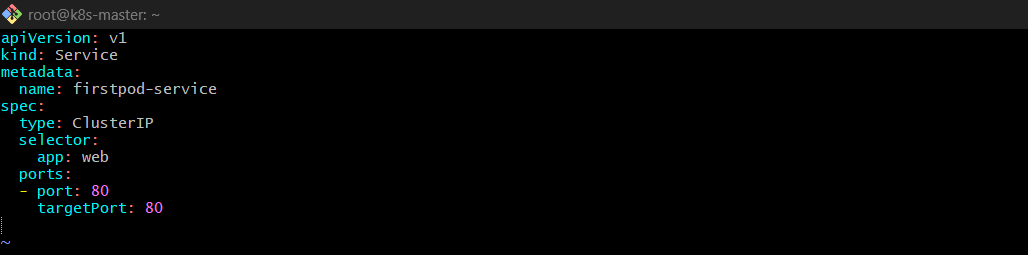 root@k8s-master: ~
apiVersion: v1
kind: Service
metadata:
  name: firstpod-service
spec:
  type: ClusterIP
  selector:
    app: web
  ports:
  - port: 80
    targetPort: 80
~